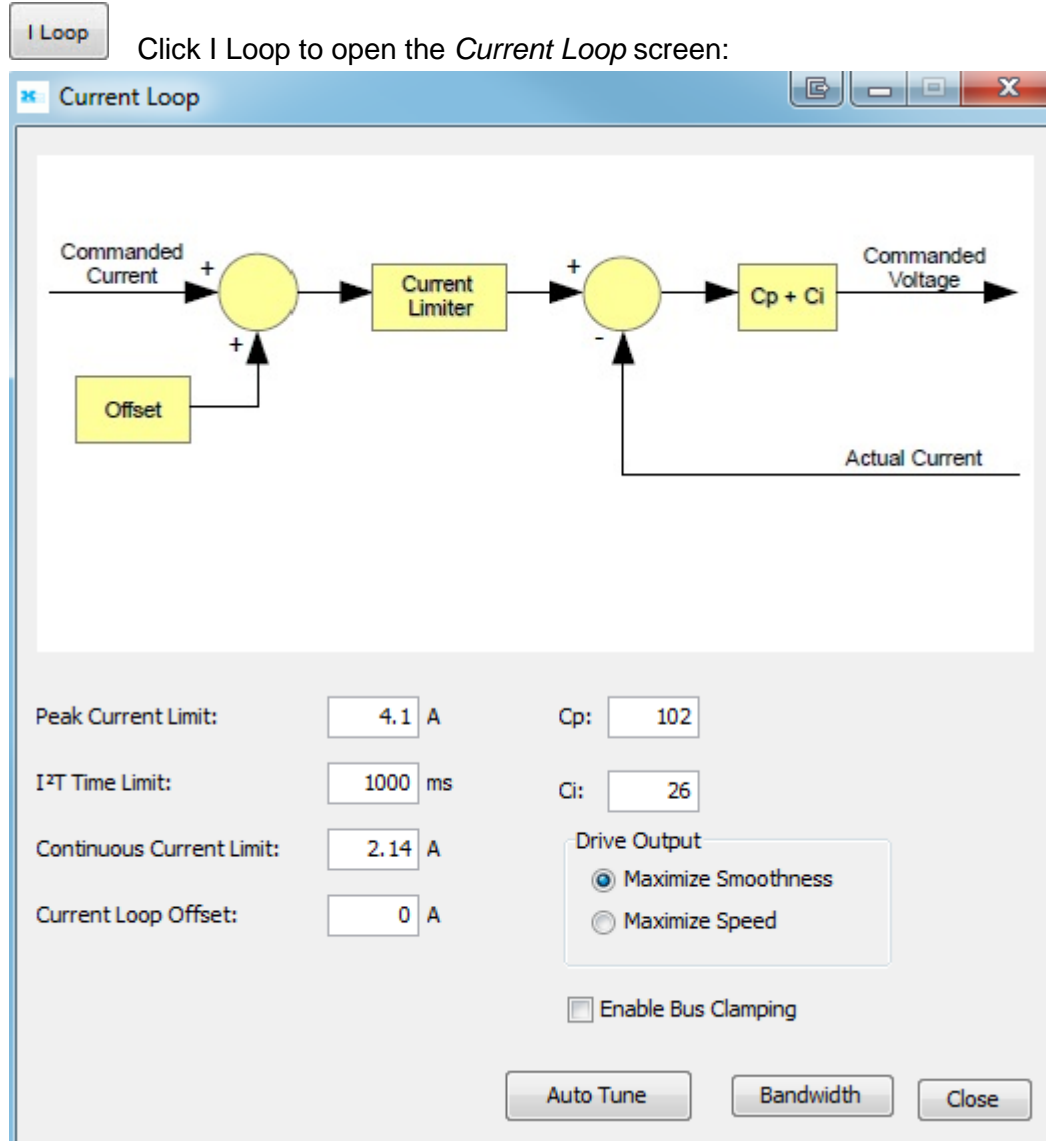 I Loop
Click I Loop to open the Current Loop screen:
Current Loop
Commanded
Current
+
+
Offset
Current
Limiter
+
-
Cp + Ci
Commanded
Voltage
Actual Current
Peak Current Limit: 4.1 A
Cp: 102
I²T Time Limit: 1000 ms
Ci: 26
Continuous Current Limit: 2.14 A
Drive Output
Maximize Smoothness
Current Loop Offset: 0 A
Maximize Speed
Enable Bus Clamping
Auto Tune
Bandwidth
Close